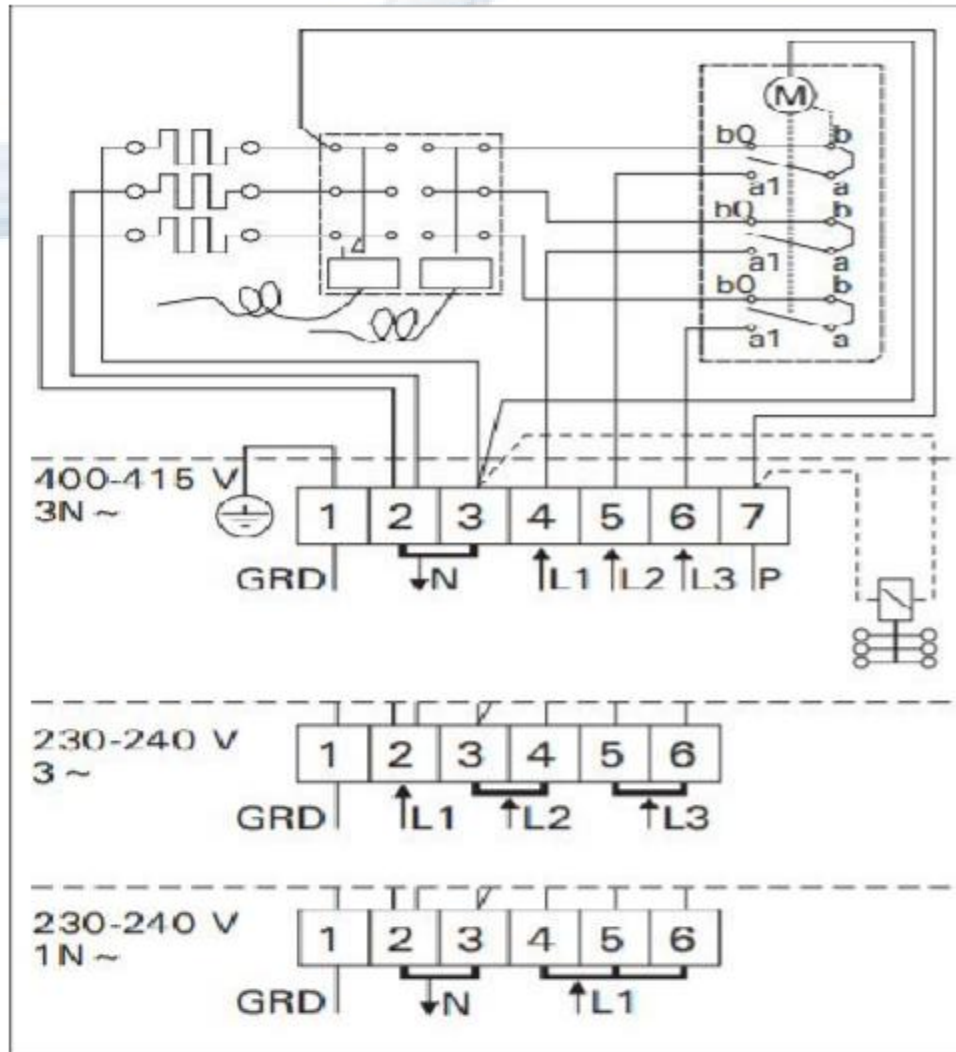 M
b0 b
a1 a
b0 b
a1 a
b0 b
a1 a
400-415 V
3N ~
1 2 3 4 5 6 7
GRD N L1 L2 L3 P
230-240 V
3 ~
1 2 3 4 5 6
GRD L1 L2 L3
230-240 V
1N ~
1 2 3 4 5 6
GRD N L1